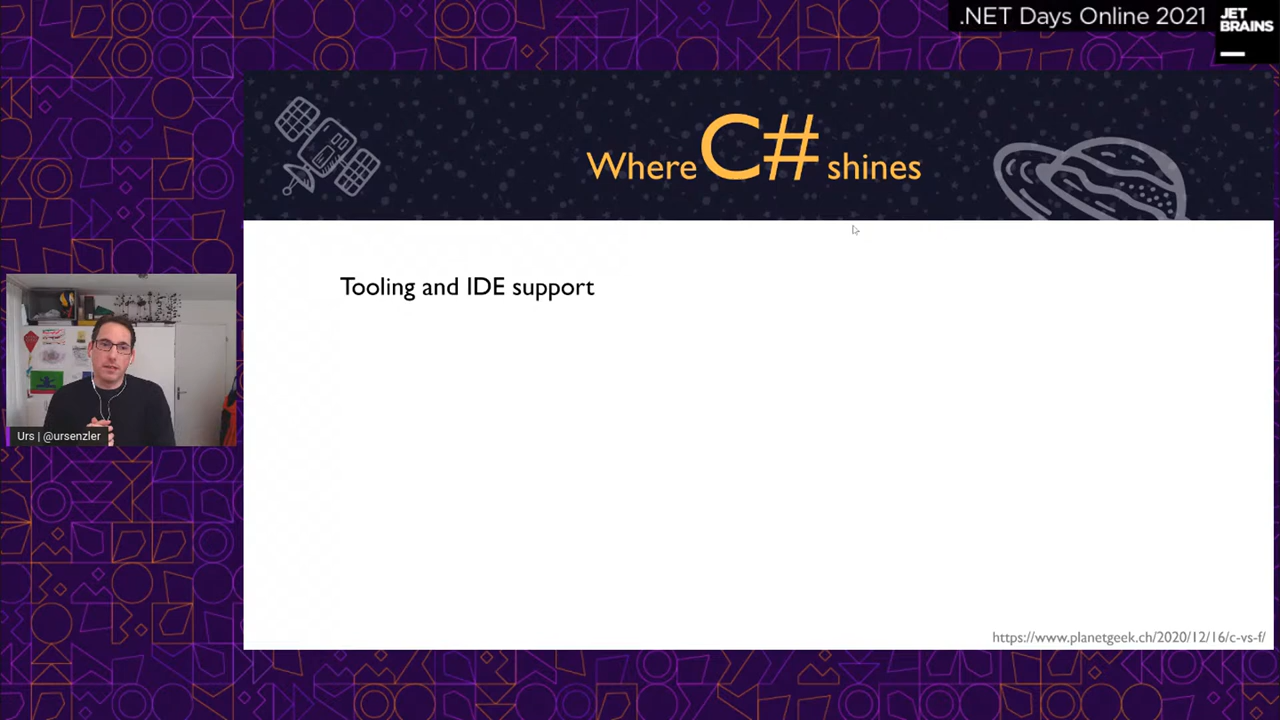 .NET Days Online 2021
JET
BRAINS
Where C# shines
Tooling and IDE support
Urs | @ursenzler
https://www.planetgeek.ch/2020/12/16/c-vs-f/